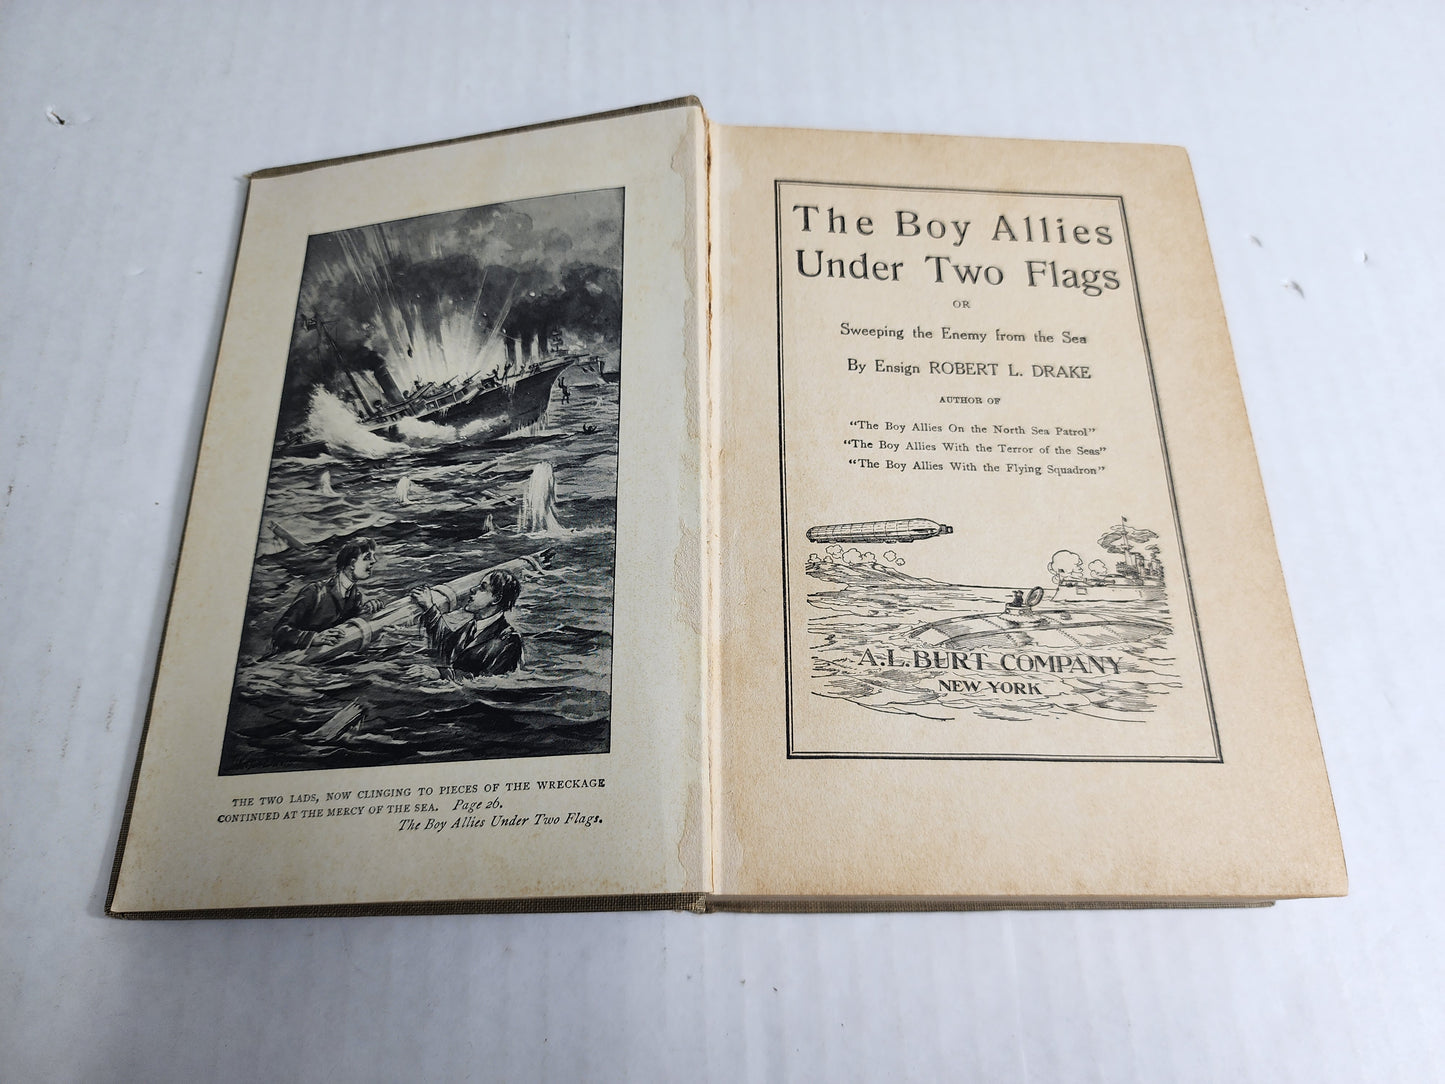 THE TWO LADS, NOW CLINGING TO PIECES OF THE WRECKAGE
CONTINUED AT THE MERCY OF THE SEA. Page 26.
The Boy Allies Under Two Flags.
The Boy Allies
Under Two Flags
OR
Sweeping the Enemy from the Sea
By Ensign ROBERT L. DRAKE
AUTHOR OF
"The Boy Allies On the North Sea Patrol"
"The Boy Allies With the Terror of the Seas"
"The Boy Allies With the Flying Squadron"
A.L. BURT COMPANY
NEW YORK